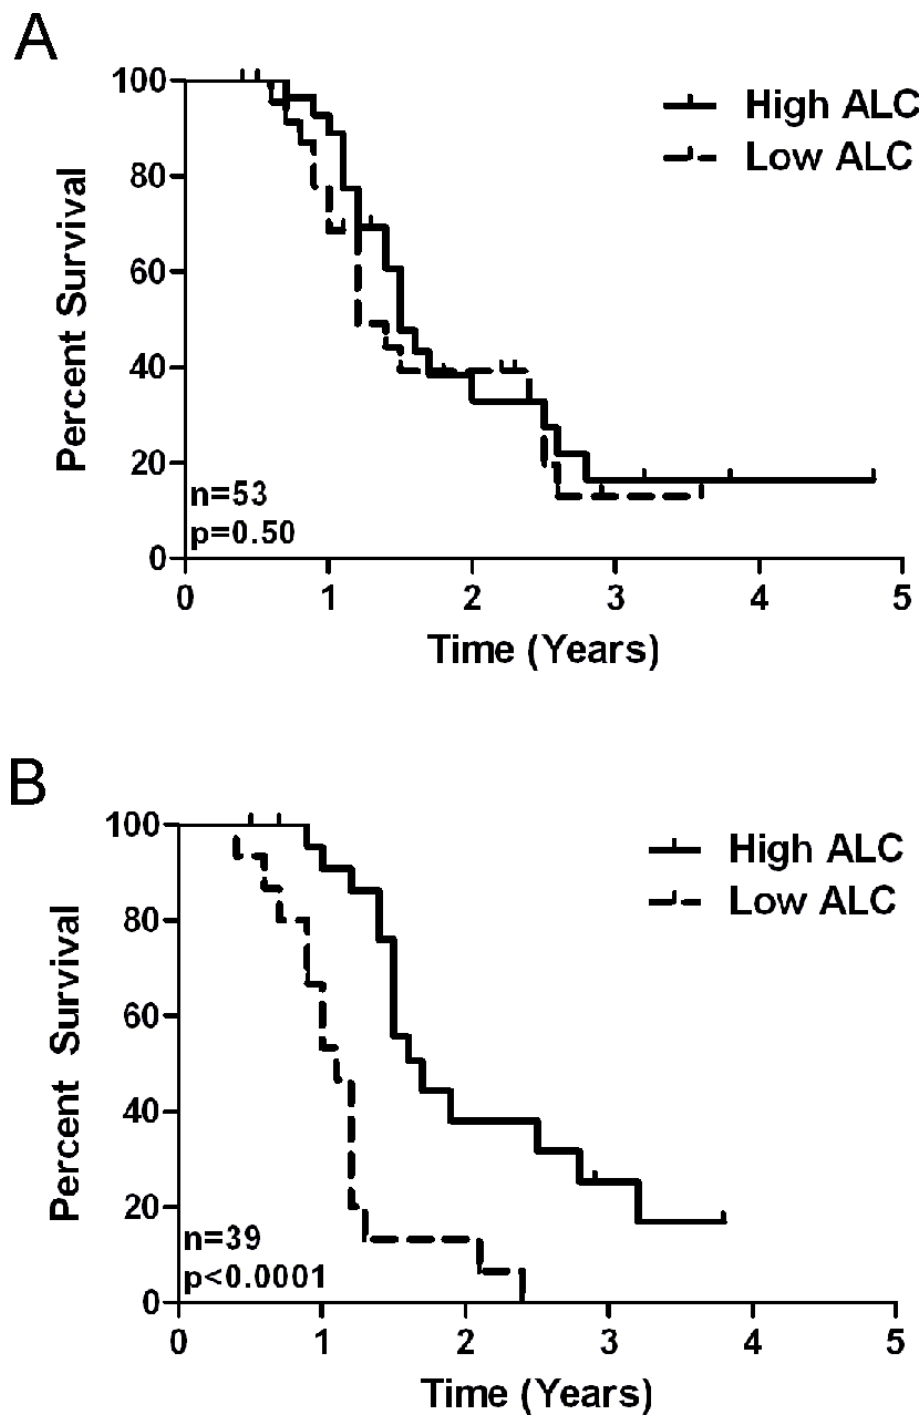 A
100
80
60
40
20
0
Percent Survival
High ALC
Low ALC
n=53
p=0.50
0 1 2 3 4 5
Time (Years)
B
100
80
60
40
20
0
Percent Survival
High ALC
Low ALC
n=39
p<0.0001
0 1 2 3 4 5
Time (Years)